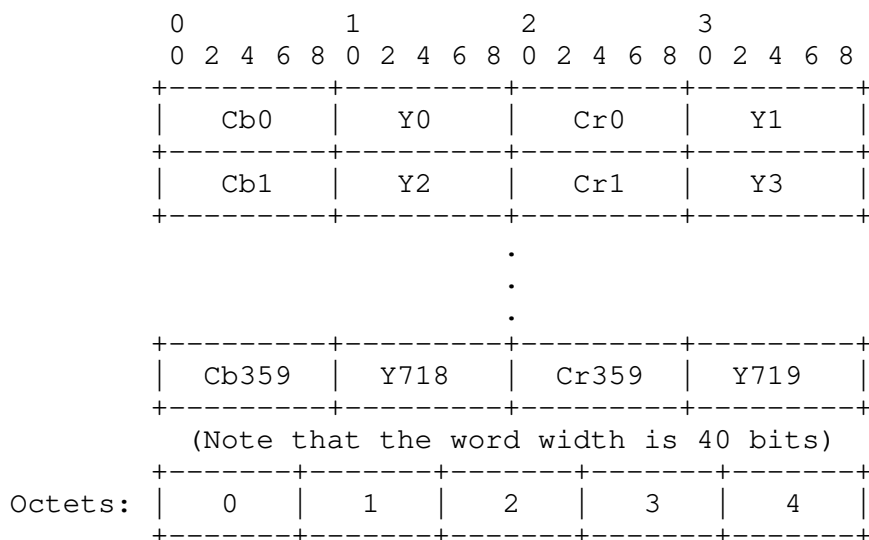 0 1 2 3
0 2 4 6 8 0 2 4 6 8 0 2 4 6 8 0 2 4 6 8
+---------+---------+---------+---------+
| Cb0 | Y0 | Cr0 | Y1 |
+---------+---------+---------+---------+
| Cb1 | Y2 | Cr1 | Y3 |
+---------+---------+---------+---------+
.
.
.
+---------+---------+---------+---------+
| Cb359 | Y718 | Cr359 | Y719 |
+---------+---------+---------+---------+
(Note that the word width is 40 bits)
+-------+-------+-------+-------+-------+
Octets: | 0 | 1 | 2 | 3 | 4 |
+-------+-------+-------+-------+-------+